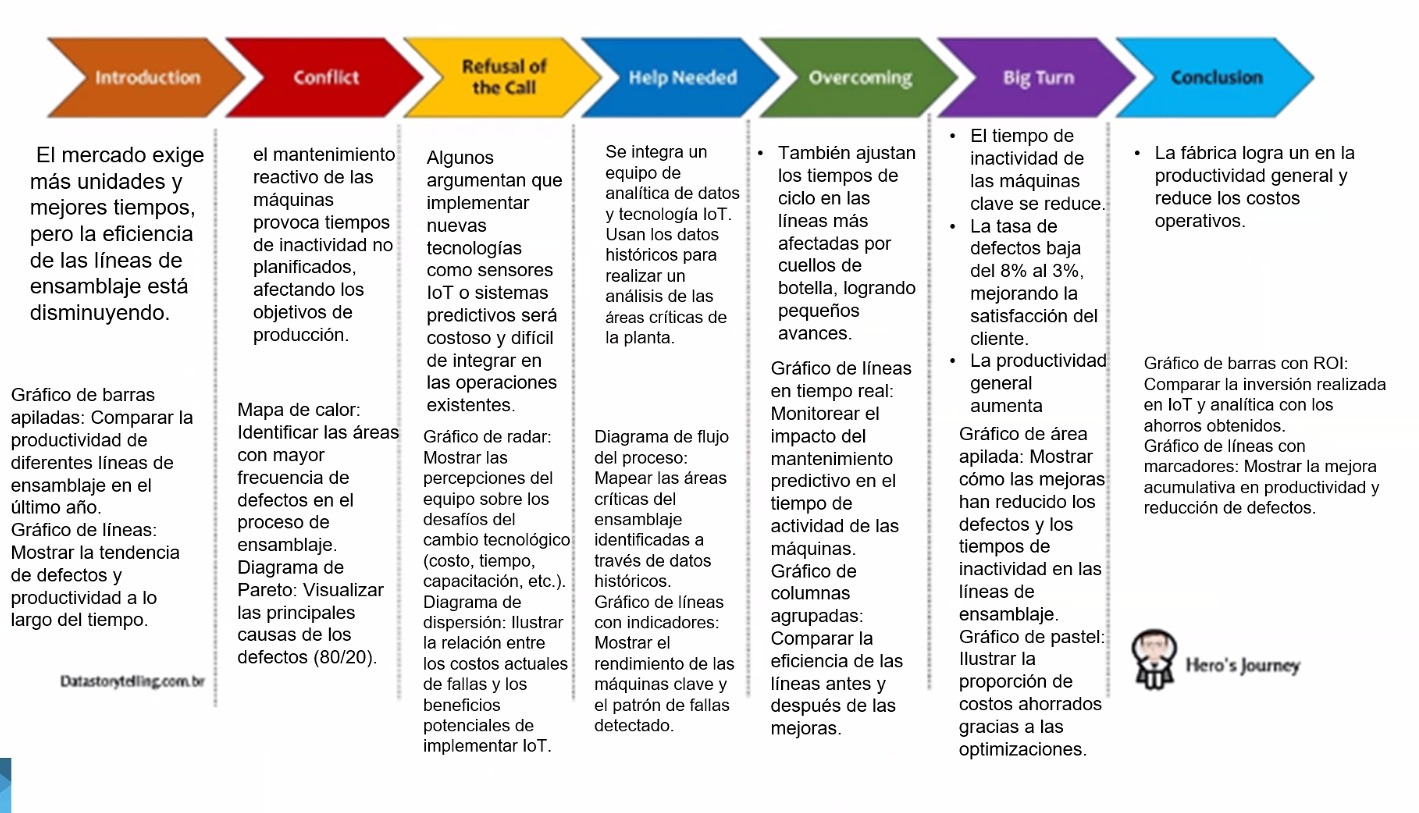 Introduction
Conflict
Refusal of
the Call
Help Needed
Overcoming
Big Turn
Conclusion
El mercado exige
más unidades y
mejores tiempos,
pero la eficiencia
de las líneas de
ensamblaje está
disminuyendo.
Gráfico de barras
apiladas: Comparar la
productividad de
diferentes líneas de
ensamblaje en el
último año.
Gráfico de líneas:
Mostrar la tendencia
de defectos y
productividad a lo
largo del tiempo.
Datastorytelling.com.br
el mantenimiento
reactivo de las
máquinas
provoca tiempos
de inactividad no
planificados,
afectando los
objetivos de
producción.
Mapa de calor:
Identificar las áreas
con mayor
frecuencia de
defectos en el
proceso de
ensamblaje.
Diagrama de
Pareto: Visualizar
las principales
causas de los
defectos (80/20).
Algunos
argumentan que
implementar
nuevas
tecnologías
como sensores
IoT o sistemas
predictivos será
costoso y difícil
de integrar en
las operaciones
existentes.
Gráfico de radar:
Mostrar las
percepciones del
equipo sobre los
desafíos del
cambio tecnológico
(costo, tiempo,
capacitación, etc.).
Diagrama de
dispersión: Ilustrar
la relación entre
los costos actuales
de fallas y los
beneficios
potenciales de
implementar IoT.
Se integra un
equipo de
analítica de datos
y tecnología IoT.
Usan los datos
históricos para
realizar un
análisis de las
áreas críticas de
la planta.
Diagrama de flujo
del proceso:
Mapear las áreas
críticas del
ensamblaje
identificadas a
través de datos
históricos.
Gráfico de líneas
con indicadores:
Mostrar el
rendimiento de las
máquinas clave y
el patrón de fallas
detectado.
• También ajustan
los tiempos de
ciclo en las
líneas más
afectadas por
cuellos de
botella, logrando
pequeños
avances.
Gráfico de líneas
en tiempo real:
Monitorear el
impacto del
mantenimiento
predictivo en el
tiempo de
actividad de las
máquinas.
Gráfico de
columnas
agrupadas:
Comparar la
eficiencia de las
líneas antes y
después de las
mejoras.
• El tiempo de
inactividad de
las máquinas
clave se reduce.
• La tasa de
defectos baja
del 8% al 3%,
mejorando la
satisfacción del
cliente.
• La productividad
general
aumenta
Gráfico de área
apilada: Mostrar
cómo las mejoras
han reducido los
defectos y los
tiempos de
inactividad en las
líneas de
ensamblaje.
Gráfico de pastel:
Ilustrar la
proporción de
costos ahorrados
gracias a las
optimizaciones.
• La fábrica logra un en la
productividad general y
reduce los costos
operativos.
Gráfico de barras con ROI:
Comparar la inversión realizada
en IoT y analítica con los
ahorros obtenidos.
Gráfico de líneas con
marcadores: Mostrar la mejora
acumulativa en productividad y
reducción de defectos.
Hero's Journey